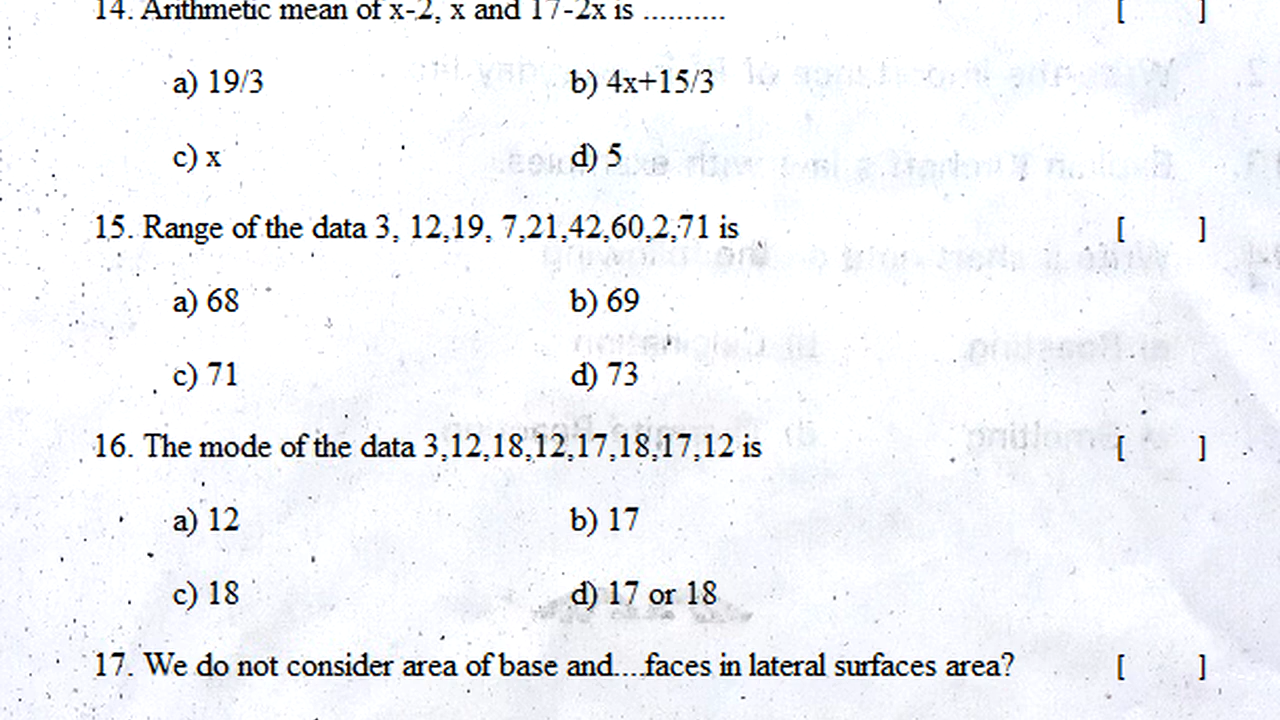 14. Arithmetic mean of x-2, x and 17-2x is ..........
[ ]
a) 19/3 b) 4x+15/3
c) x d) 5
15. Range of the data 3, 12,19, 7,21,42,60,2,71 is [ ]
a) 68 b) 69
c) 71 d) 73
16. The mode of the data 3,12,18,12,17,18,17,12 is [ ]
a) 12 b) 17
c) 18 d) 17 or 18
17. We do not consider area of base and....faces in lateral surfaces area? [ ]